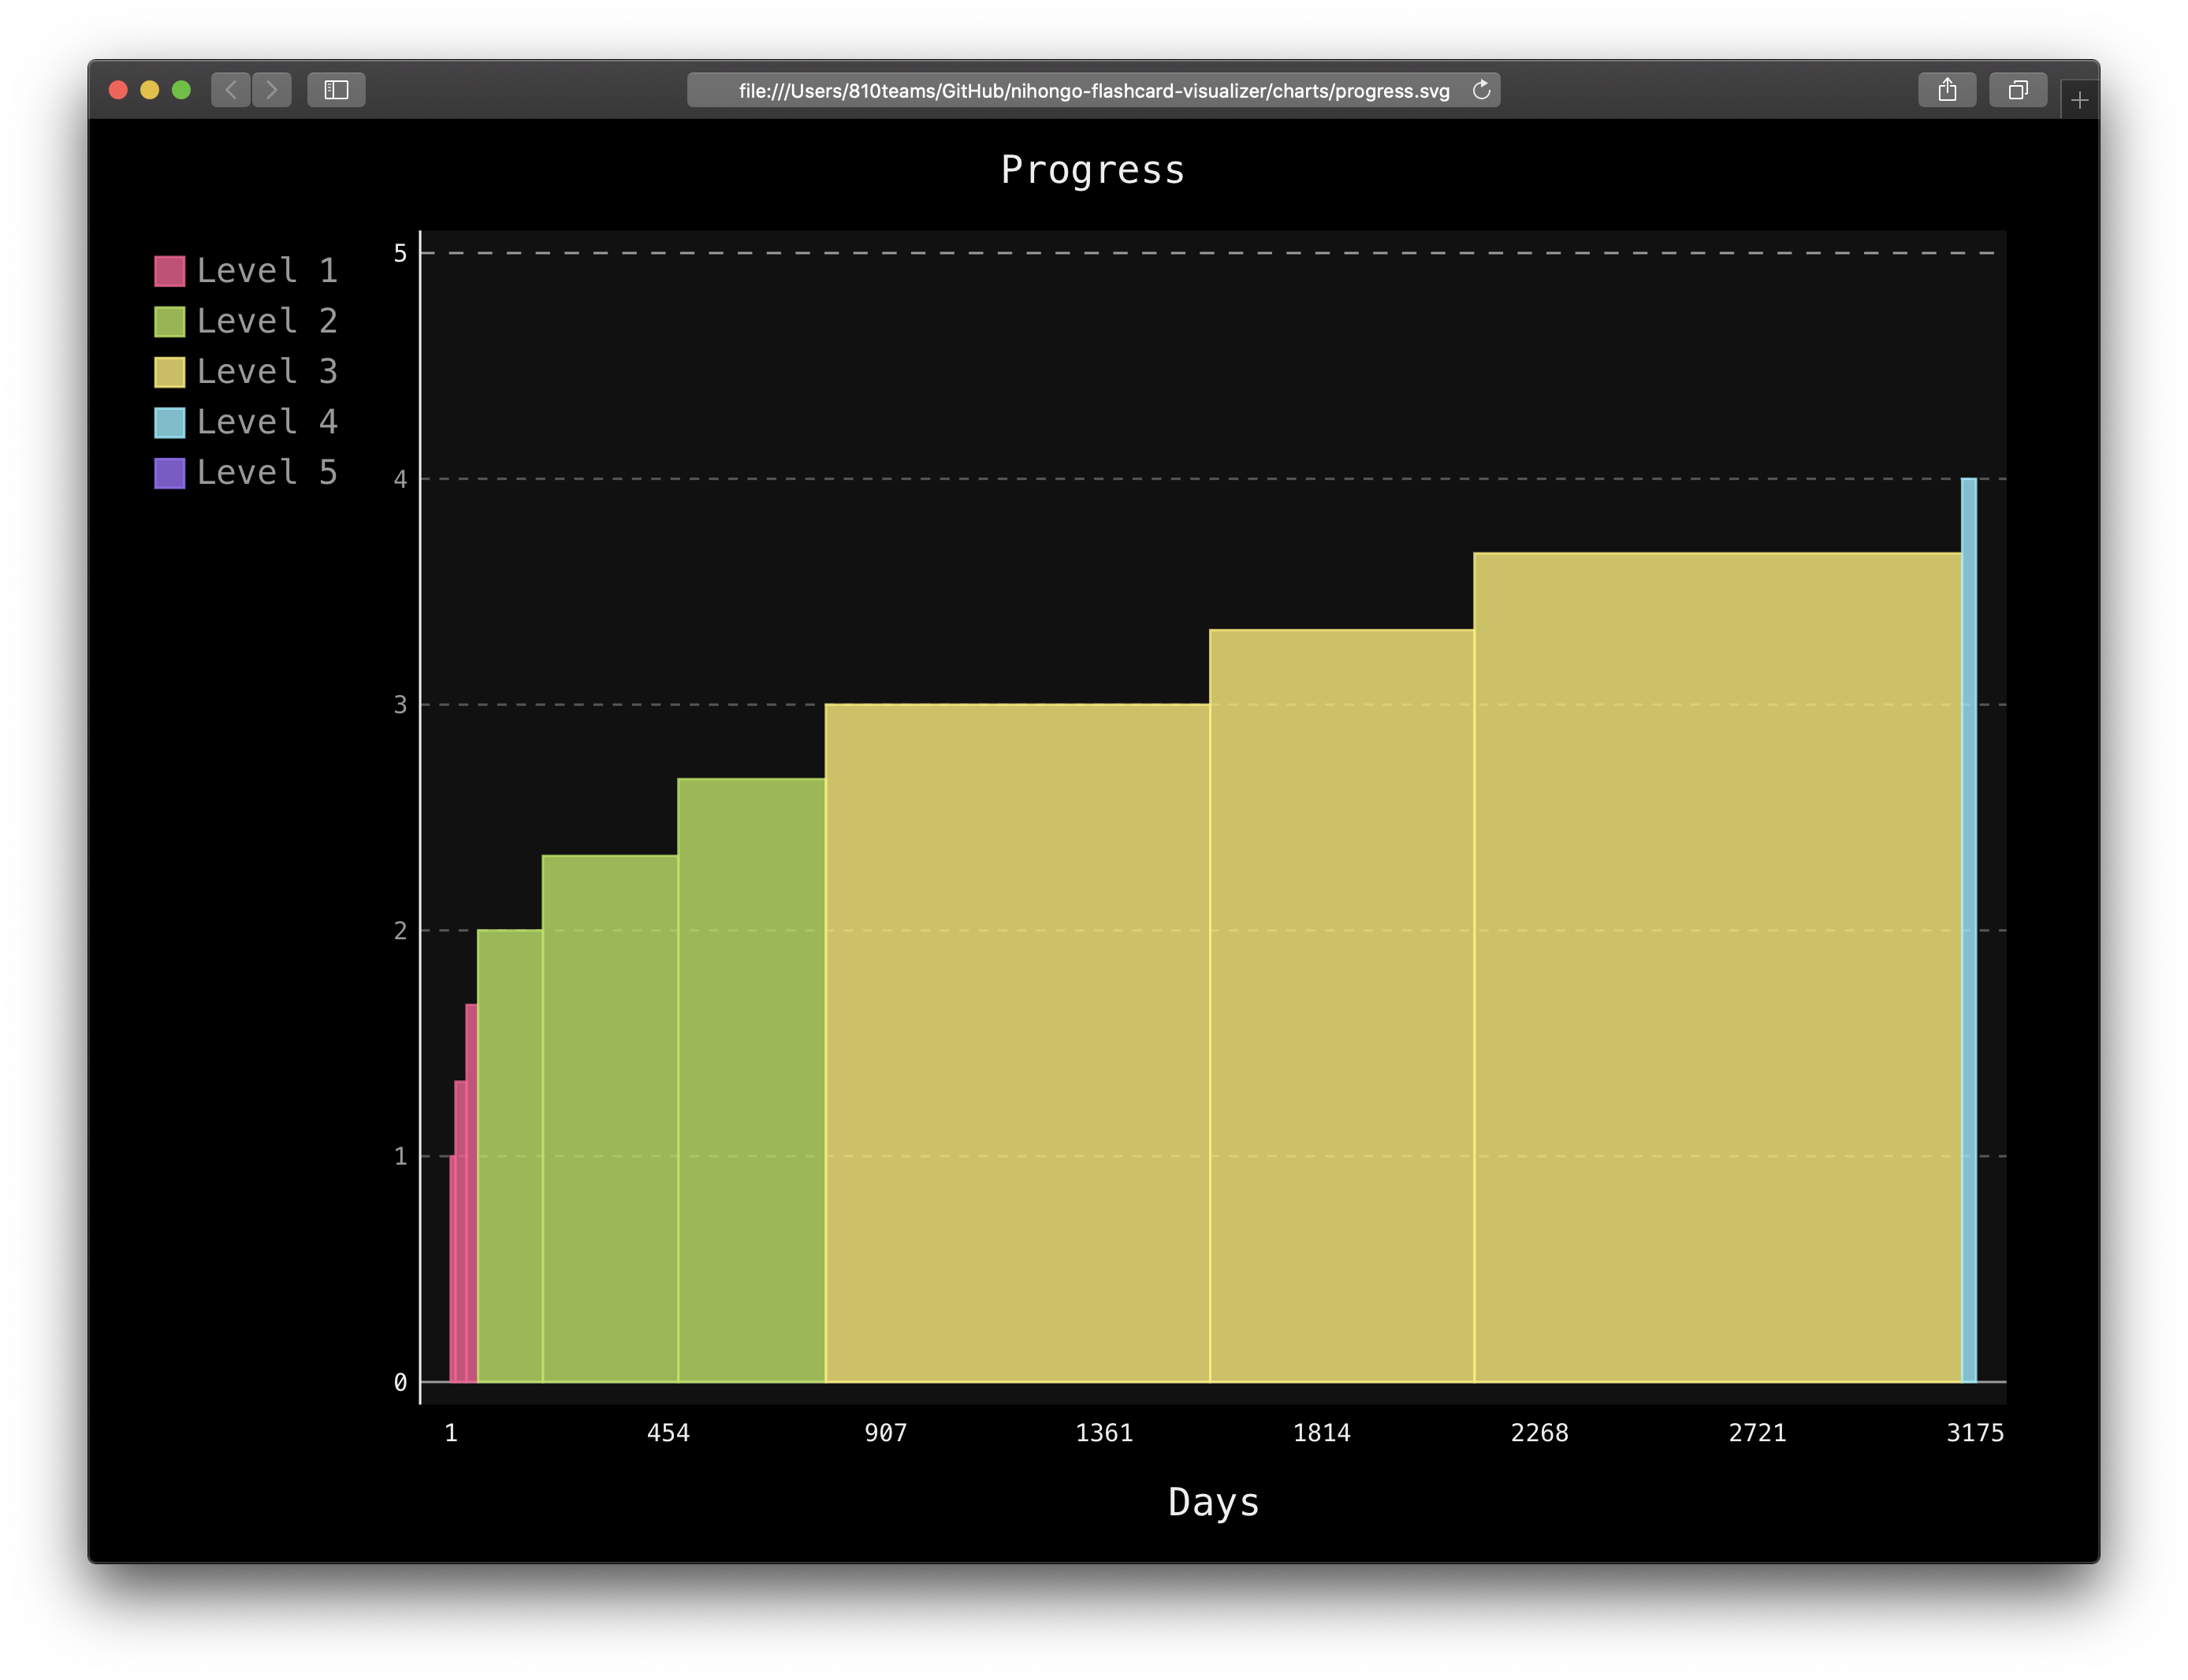 file:///Users/810teams/GitHub/nihongo-flashcard-visualizer/charts/progress.svg
Progress
Level 1
Level 2
Level 3
Level 4
Level 5
5
4
3
2
1
0
1 454 907 1361 1814 2268 2721 3175
Days